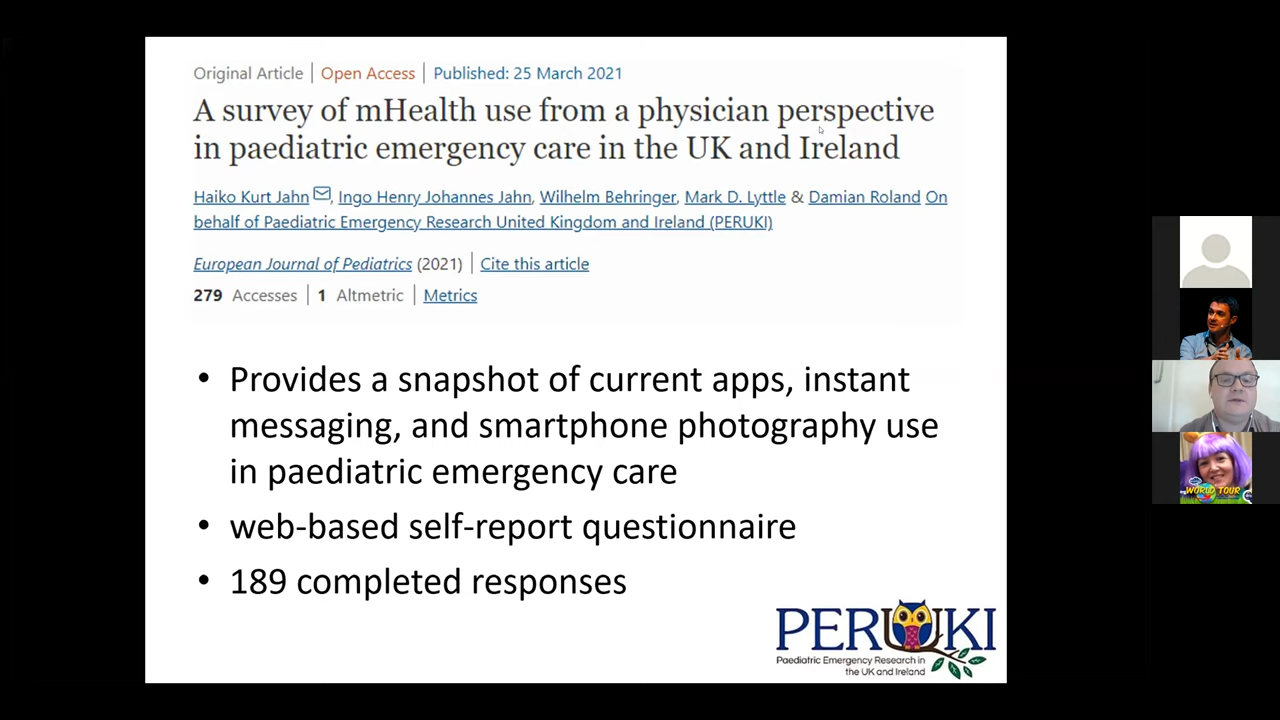 Original Article | Open Access | Published: 25 March 2021
A survey of mHealth use from a physician perspective
in paediatric emergency care in the UK and Ireland
Haiko Kurt Jahn, Ingo Henry Johannes Jahn, Wilhelm Behringer, Mark D. Lyttle & Damian Roland On
behalf of Paediatric Emergency Research United Kingdom and Ireland (PERUKI)
European Journal of Pediatrics (2021) | Cite this article
279 Accesses | 1 Altmetric | Metrics
• Provides a snapshot of current apps, instant
messaging, and smartphone photography use
in paediatric emergency care
• web-based self-report questionnaire
• 189 completed responses
PERUKI
Paediatric Emergency Research in
the UK and Ireland
WORLD TOUR